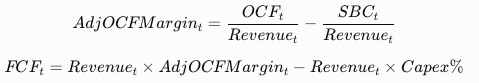 AdjOCFMargin_t = OCF_t / Revenue_t − SBC_t / Revenue_t
FCF_t = Revenue_t × AdjOCFMargin_t − Revenue_t × Capex%